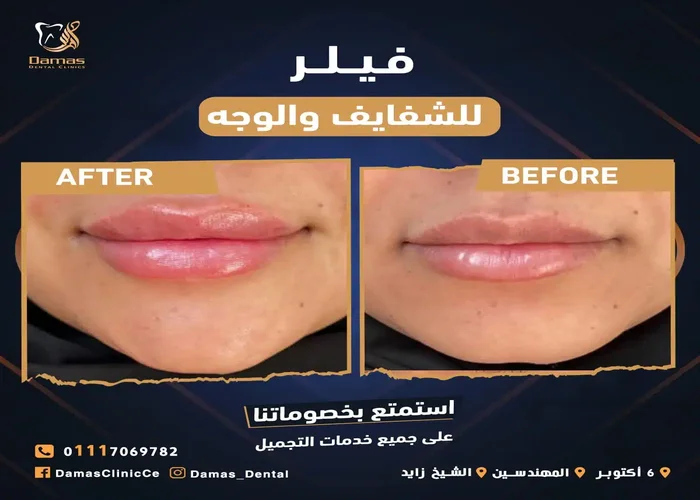 Damas
DENTAL CLINICS
فيلر
للشفايف والوجه
AFTER
BEFORE
استمتع بخصوماتنا
على جميع خدمات التجميل
01117069782
DamasClinicCe
Damas_Dental
6 أكتوبر
المهندسين
الشيخ زايد